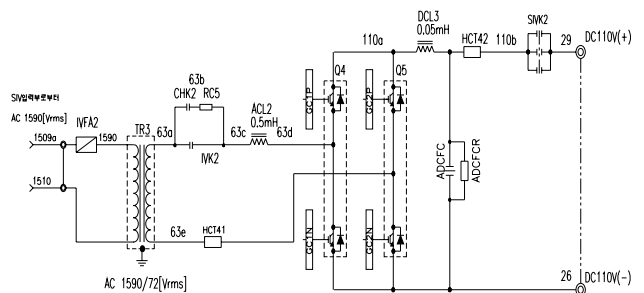 DCL3
0.05mH
SIVK2
110a
HCT42
110b
29
DC110V(+)
63b
CHK2
RC5
Q4
Q5
GC1P
GC2P
SIV입력부로부터
AC 1590[Vrms]
IVFA2
1509a
1590
TR3
63a
63c
ACL2
0.5mH
63d
IVK2
ADCFC
ADCFCR
1510
63e
HCT41
GC1N
GC2N
AC 1590/72[Vrms]
26
DC110V(-)